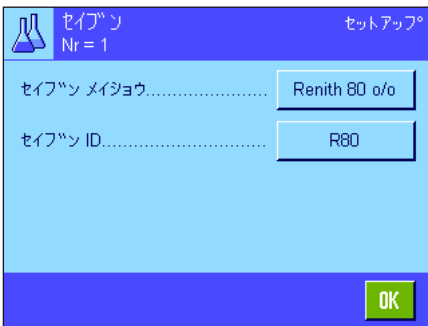 セイブン
セットアップ
Nr = 1
セイブン メイショウ...................... Renith 80 o/o
セイブン ID............................. R80
OK